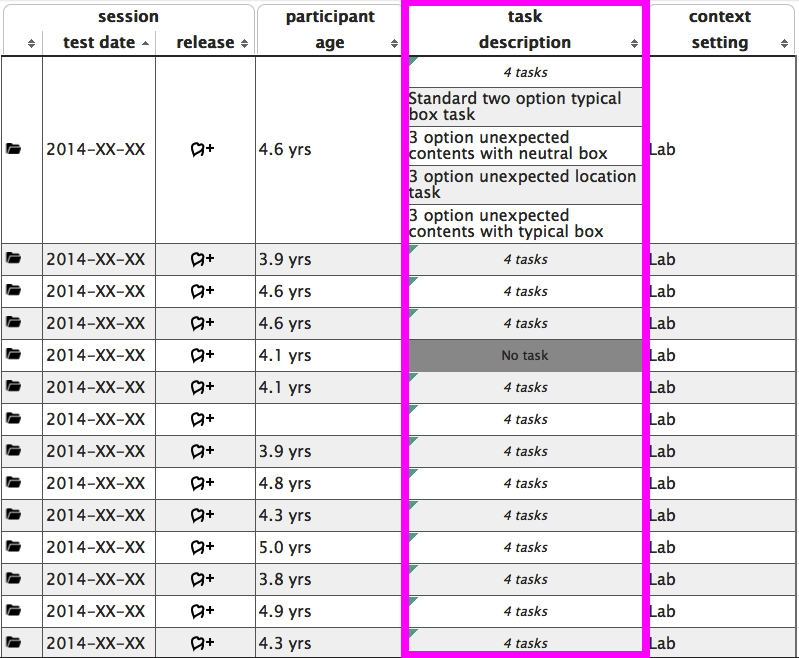 session participant task context
test date release age description setting
4 tasks
Standard two option typical
box task
3 option unexpected
contents with neutral box
2014-XX-XX + 4.6 yrs Lab
3 option unexpected location
task
3 option unexpected
contents with typical box
2014-XX-XX + 3.9 yrs 4 tasks Lab
2014-XX-XX + 4.6 yrs 4 tasks Lab
2014-XX-XX + 4.6 yrs 4 tasks Lab
2014-XX-XX + 4.1 yrs No task Lab
2014-XX-XX + 4.1 yrs 4 tasks Lab
2014-XX-XX + 4 tasks Lab
2014-XX-XX + 3.9 yrs 4 tasks Lab
2014-XX-XX + 4.8 yrs 4 tasks Lab
2014-XX-XX + 4.3 yrs 4 tasks Lab
2014-XX-XX + 5.0 yrs 4 tasks Lab
2014-XX-XX + 3.8 yrs 4 tasks Lab
2014-XX-XX + 4.9 yrs 4 tasks Lab
2014-XX-XX + 4.3 yrs 4 tasks Lab